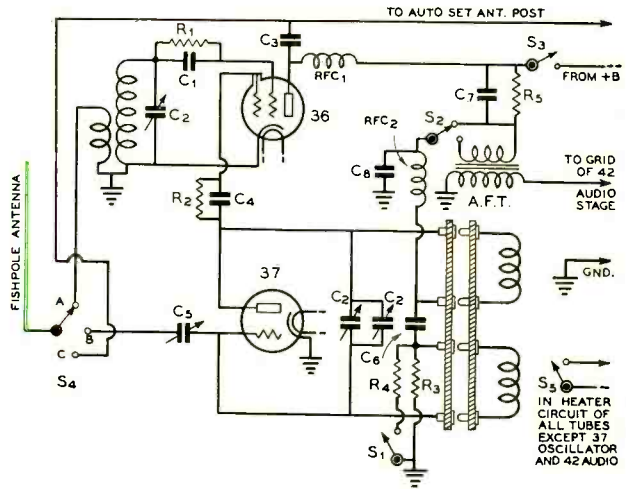 TO AUTO SET ANT. POST
R1
C3
S3
C1
RFC1
FROM +B
C2
36
C7
R5
RFC2
S2
C8
TO GRID
OF 42
AUDIO
STAGE
A.F.T.
R2
C4
FISHPOLE ANTENNA
37
GND.
A
C5
C2
C2
B
C6
C
S4
R4
R3
S5
S1
IN HEATER
CIRCUIT OF
ALL TUBES
EXCEPT 37
OSCILLATOR
AND 42 AUDIO